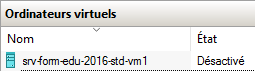 Ordinateurs virtuels
Nom État
srv-form-edu-2016-std-vm1 Désactivé